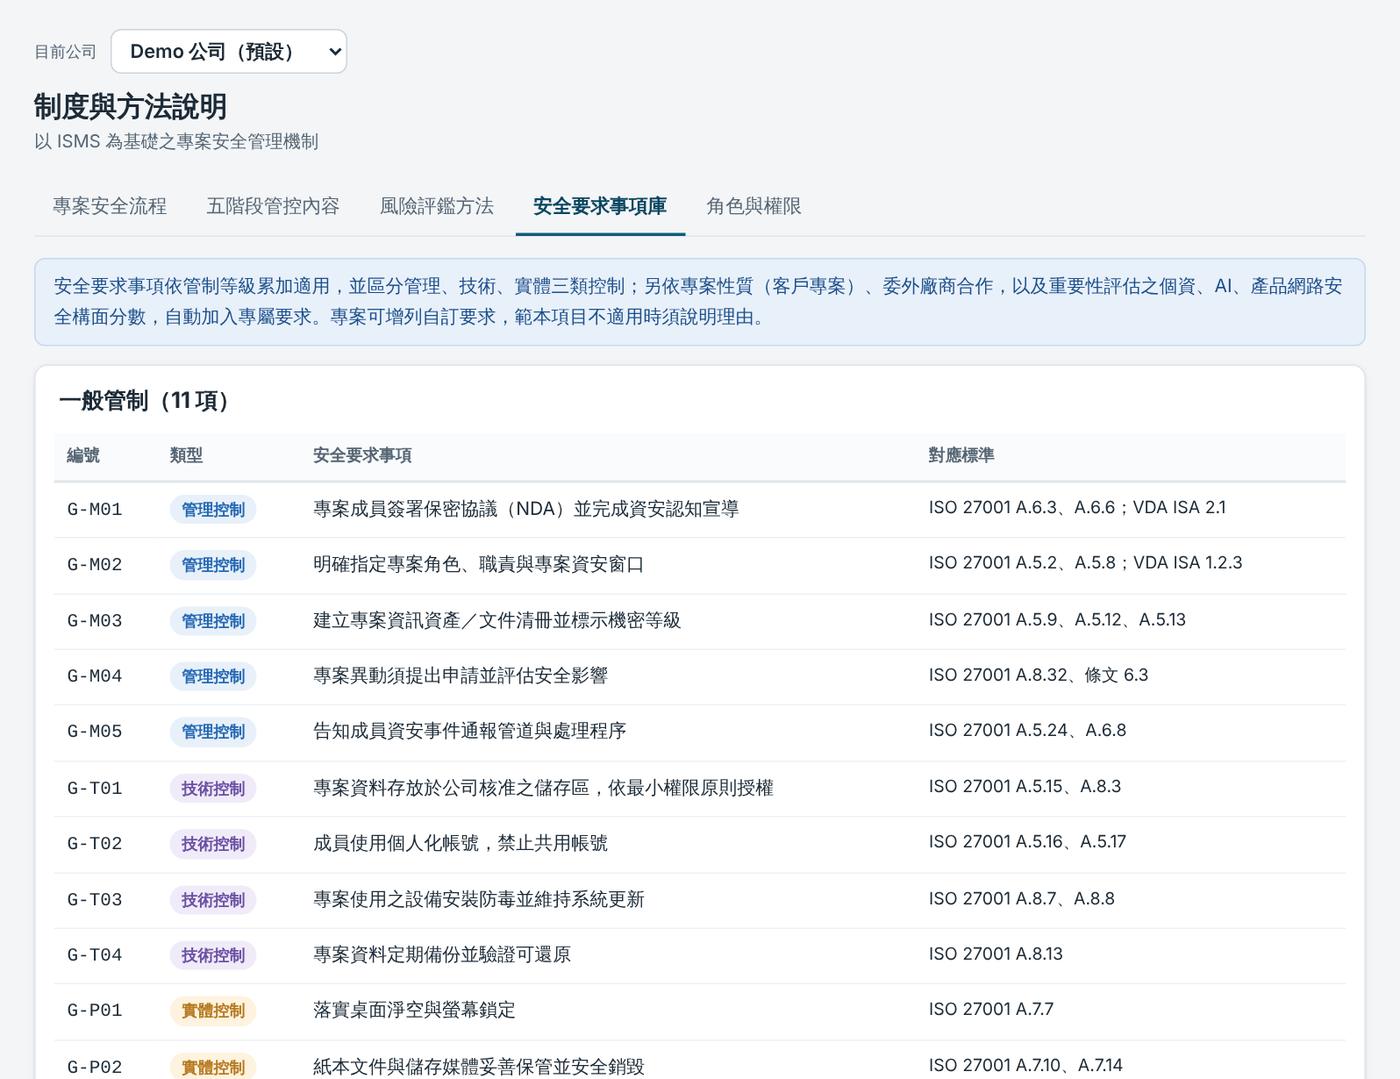 目前公司 Demo 公司（預設）
制度與方法說明
以 ISMS 為基礎之專案安全管理機制
專案安全流程 五階段管控內容 風險評鑑方法 安全要求事項庫 角色與權限
安全要求事項依管制等級累加適用，並區分管理、技術、實體三類控制；另依專案性質（客戶專案）、委外廠商合作，以及重要性評估之個資、AI、產品網路安
全構面分數，自動加入專屬要求。專案可增列自訂要求，範本項目不適用時須說明理由。
一般管制（11 項）
編號 類型 安全要求事項 對應標準
G-M01 管理控制 專案成員簽署保密協議（NDA）並完成資安認知宣導 ISO 27001 A.6.3、A.6.6；VDA ISA 2.1
G-M02 管理控制 明確指定專案角色、職責與專案資安窗口 ISO 27001 A.5.2、A.5.8；VDA ISA 1.2.3
G-M03 管理控制 建立專案資訊資產／文件清冊並標示機密等級 ISO 27001 A.5.9、A.5.12、A.5.13
G-M04 管理控制 專案異動須提出申請並評估安全影響 ISO 27001 A.8.32、條文 6.3
G-M05 管理控制 告知成員資安事件通報管道與處理程序 ISO 27001 A.5.24、A.6.8
G-T01 技術控制 專案資料存放於公司核准之儲存區，依最小權限原則授權 ISO 27001 A.5.15、A.8.3
G-T02 技術控制 成員使用個人化帳號，禁止共用帳號 ISO 27001 A.5.16、A.5.17
G-T03 技術控制 專案使用之設備安裝防毒並維持系統更新 ISO 27001 A.8.7、A.8.8
G-T04 技術控制 專案資料定期備份並驗證可還原 ISO 27001 A.8.13
G-P01 實體控制 落實桌面淨空與螢幕鎖定 ISO 27001 A.7.7
G-P02 實體控制 紙本文件與儲存媒體妥善保管並安全銷毀 ISO 27001 A.7.10、A.7.14